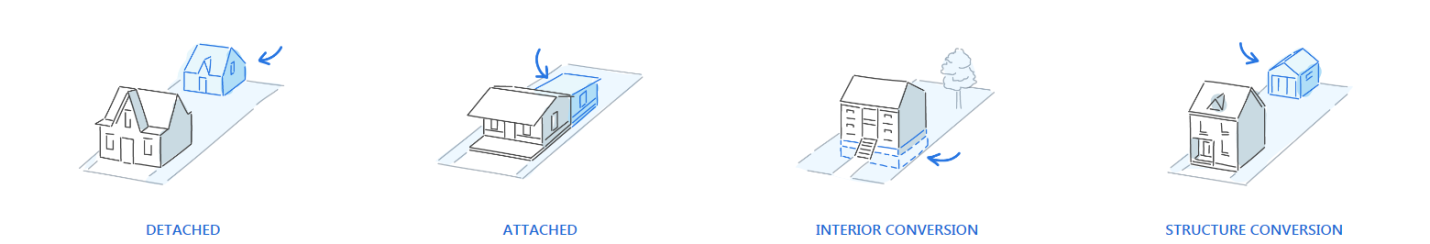 DETACHED
ATTACHED
INTERIOR CONVERSION
STRUCTURE CONVERSION